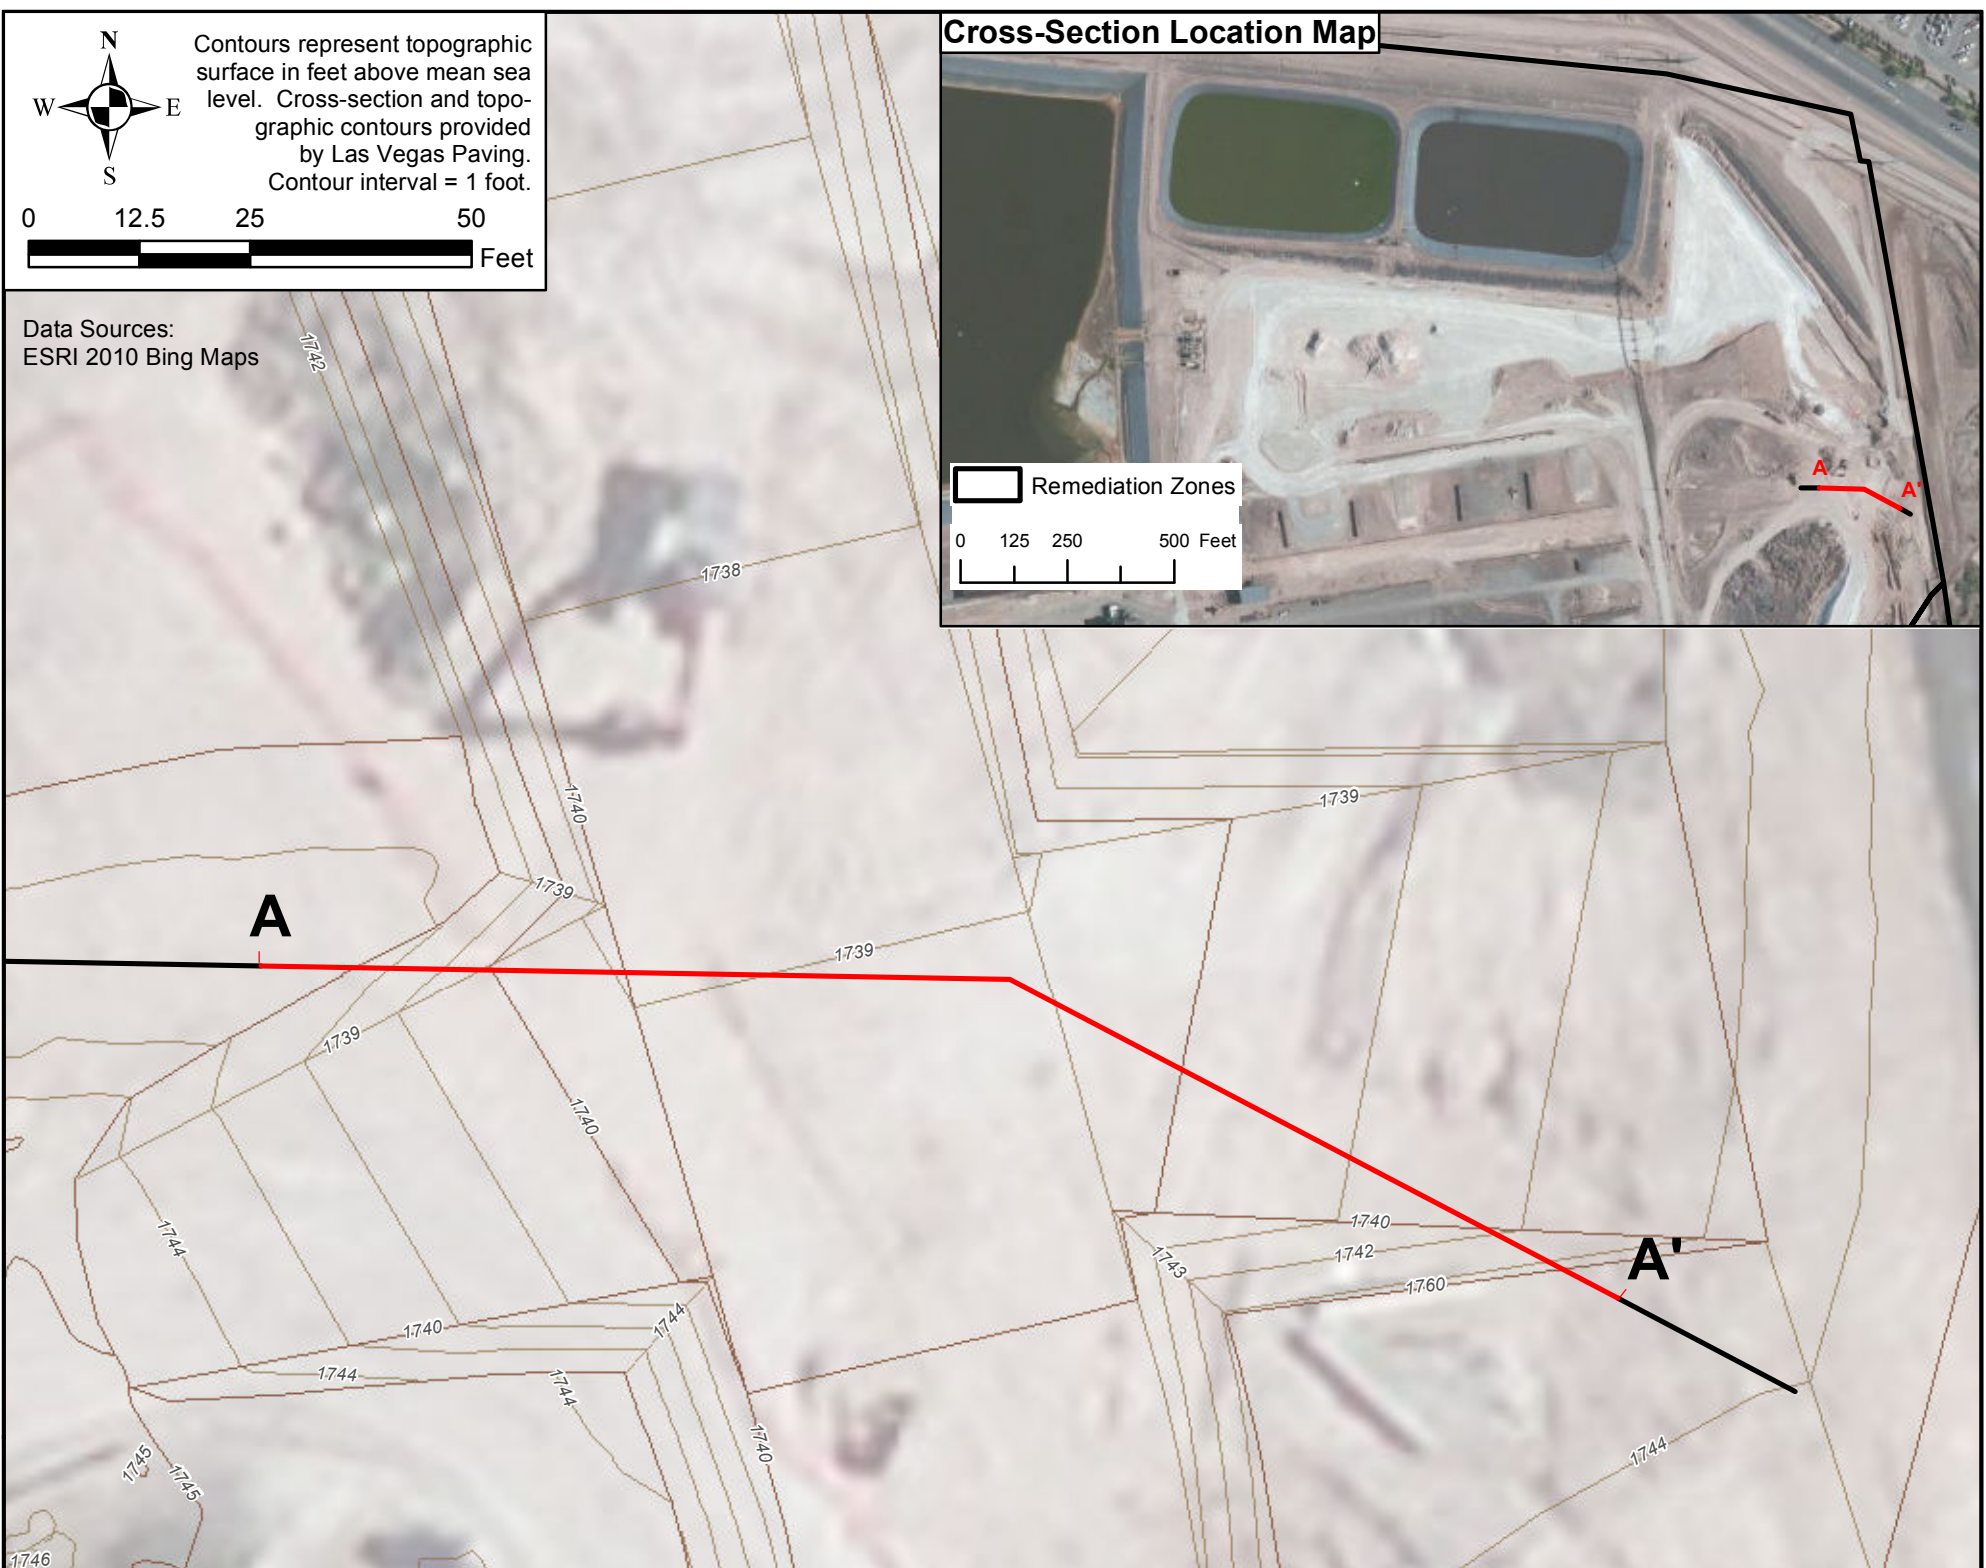 N
W
E
S
Contours represent topographic
surface in feet above mean sea
level. Cross-section and topo-
graphic contours provided
by Las Vegas Paving.
Contour interval = 1 foot.
0 12.5 25 50
Feet
Data Sources:
ESRI 2010 Bing Maps
Cross-Section Location Map
A
A'
Remediation Zones
0 125 250 500 Feet
1742
1738
1740
1739
1739
1739
A
1739
1740
1744
1740
1742
1743
1760
A'
1740
1744
1744
1744
1740
1744
1745
1745
1746